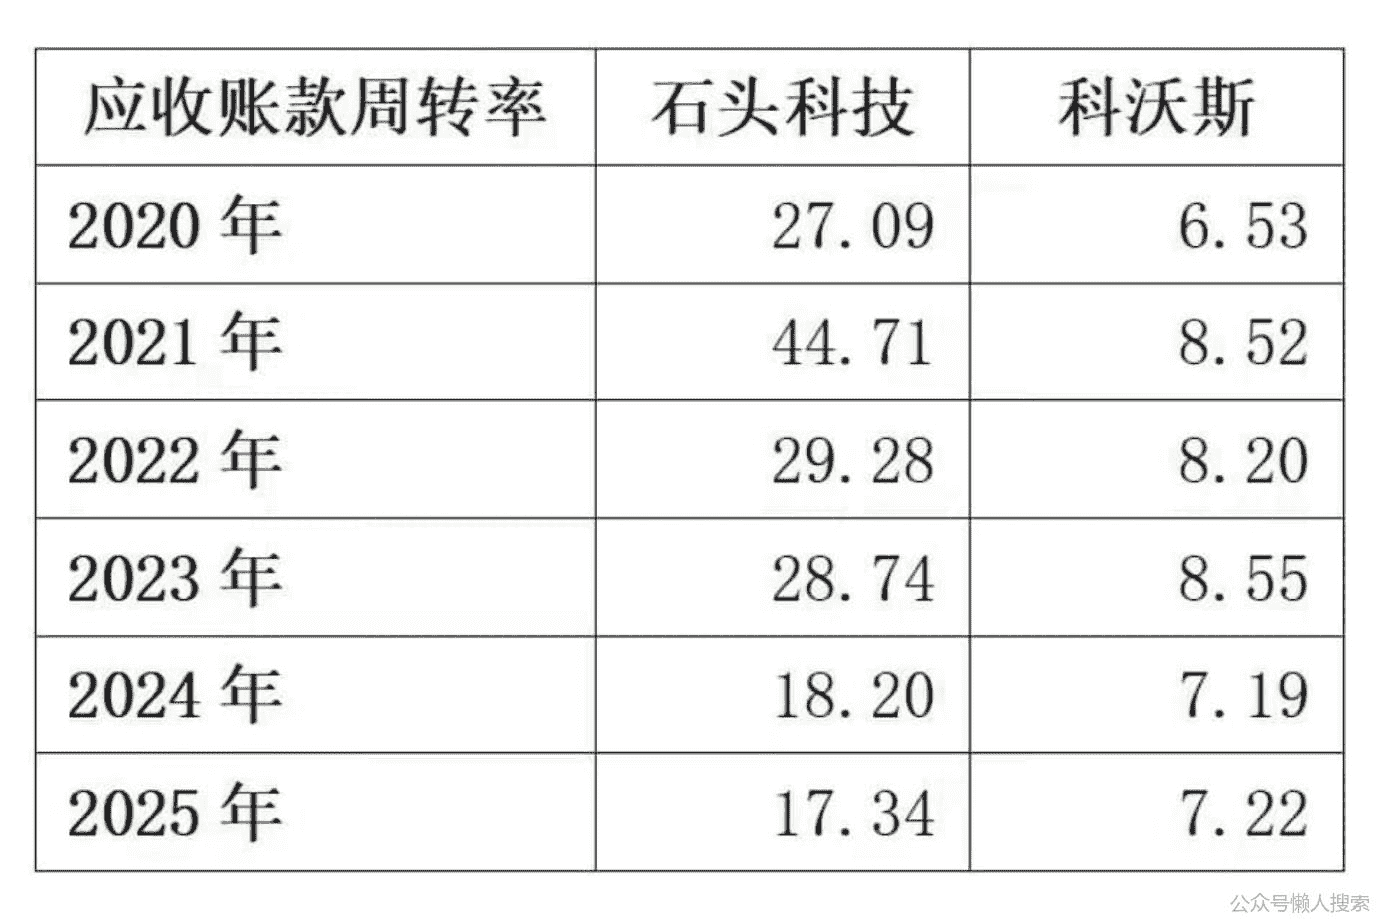 应收账款周转率 石头科技 科沃斯
2020 年 27.09 6.53
2021 年 44.71 8.52
2022 年 29.28 8.20
2023 年 28.74 8.55
2024 年 18.20 7.19
2025 年 17.34 7.22
公众号懒人搜索